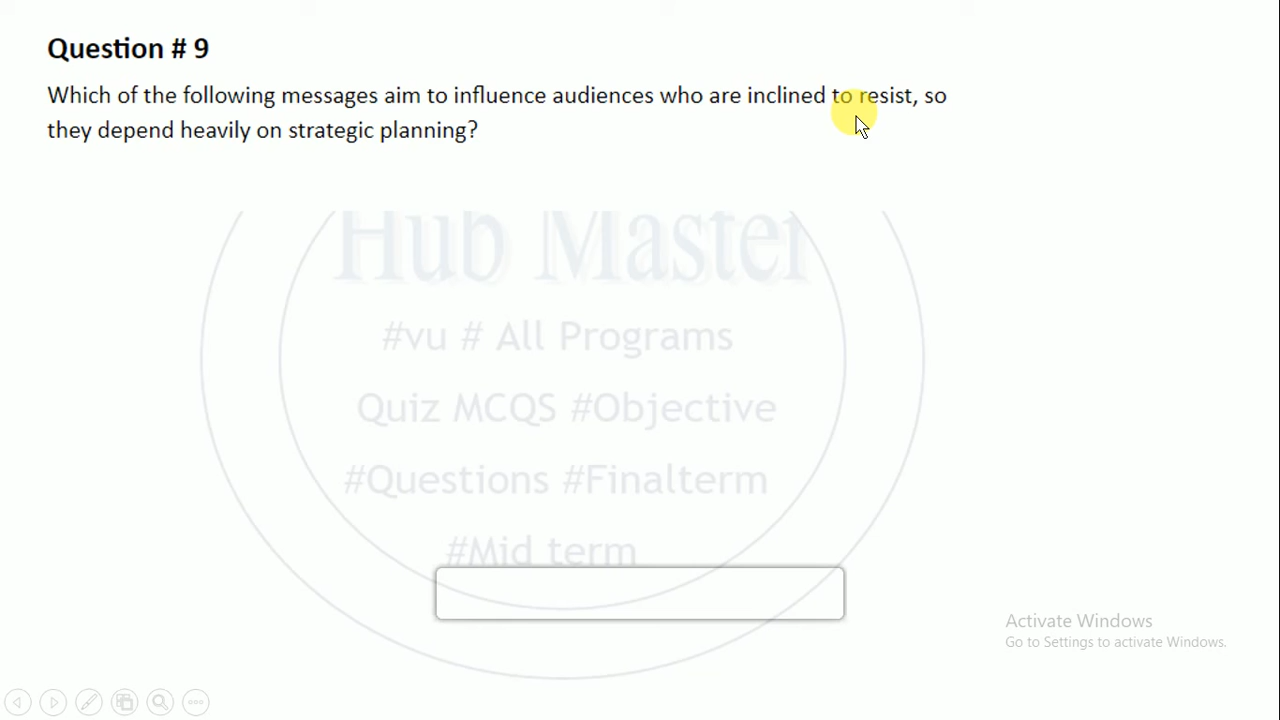 Question # 9
Which of the following messages aim to influence audiences who are inclined to resist, so
they depend heavily on strategic planning?
Hub Master
#vu # All Programs
Quiz MCQS #Objective
#Questions #Finalterm
#Mid term
Activate Windows
Go to Settings to activate Windows.